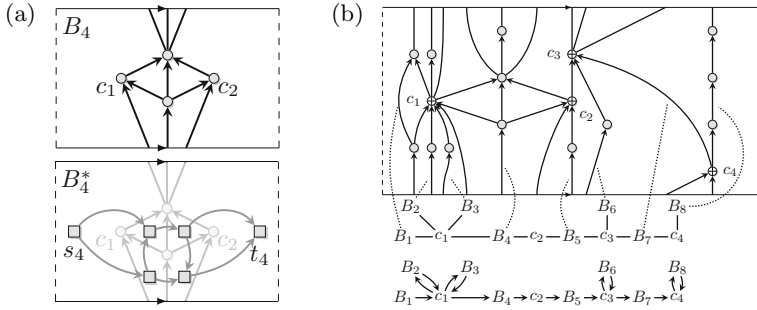 (a)
B₄
c₁ c₂
B₄*
c₁ c₂
s₄ t₄
(b)
c₃
c₁ ⊕ c₂
c₄
B₂ B₃ B₆ B₈
B₁ — c₁ — B₄ — c₂ — B₅ — c₃ — B₇ — c₄
B₂ B₃ B₆ B₈
B₁ → c₁ → B₄ → c₂ → B₅ → c₃ → B₇ → c₄